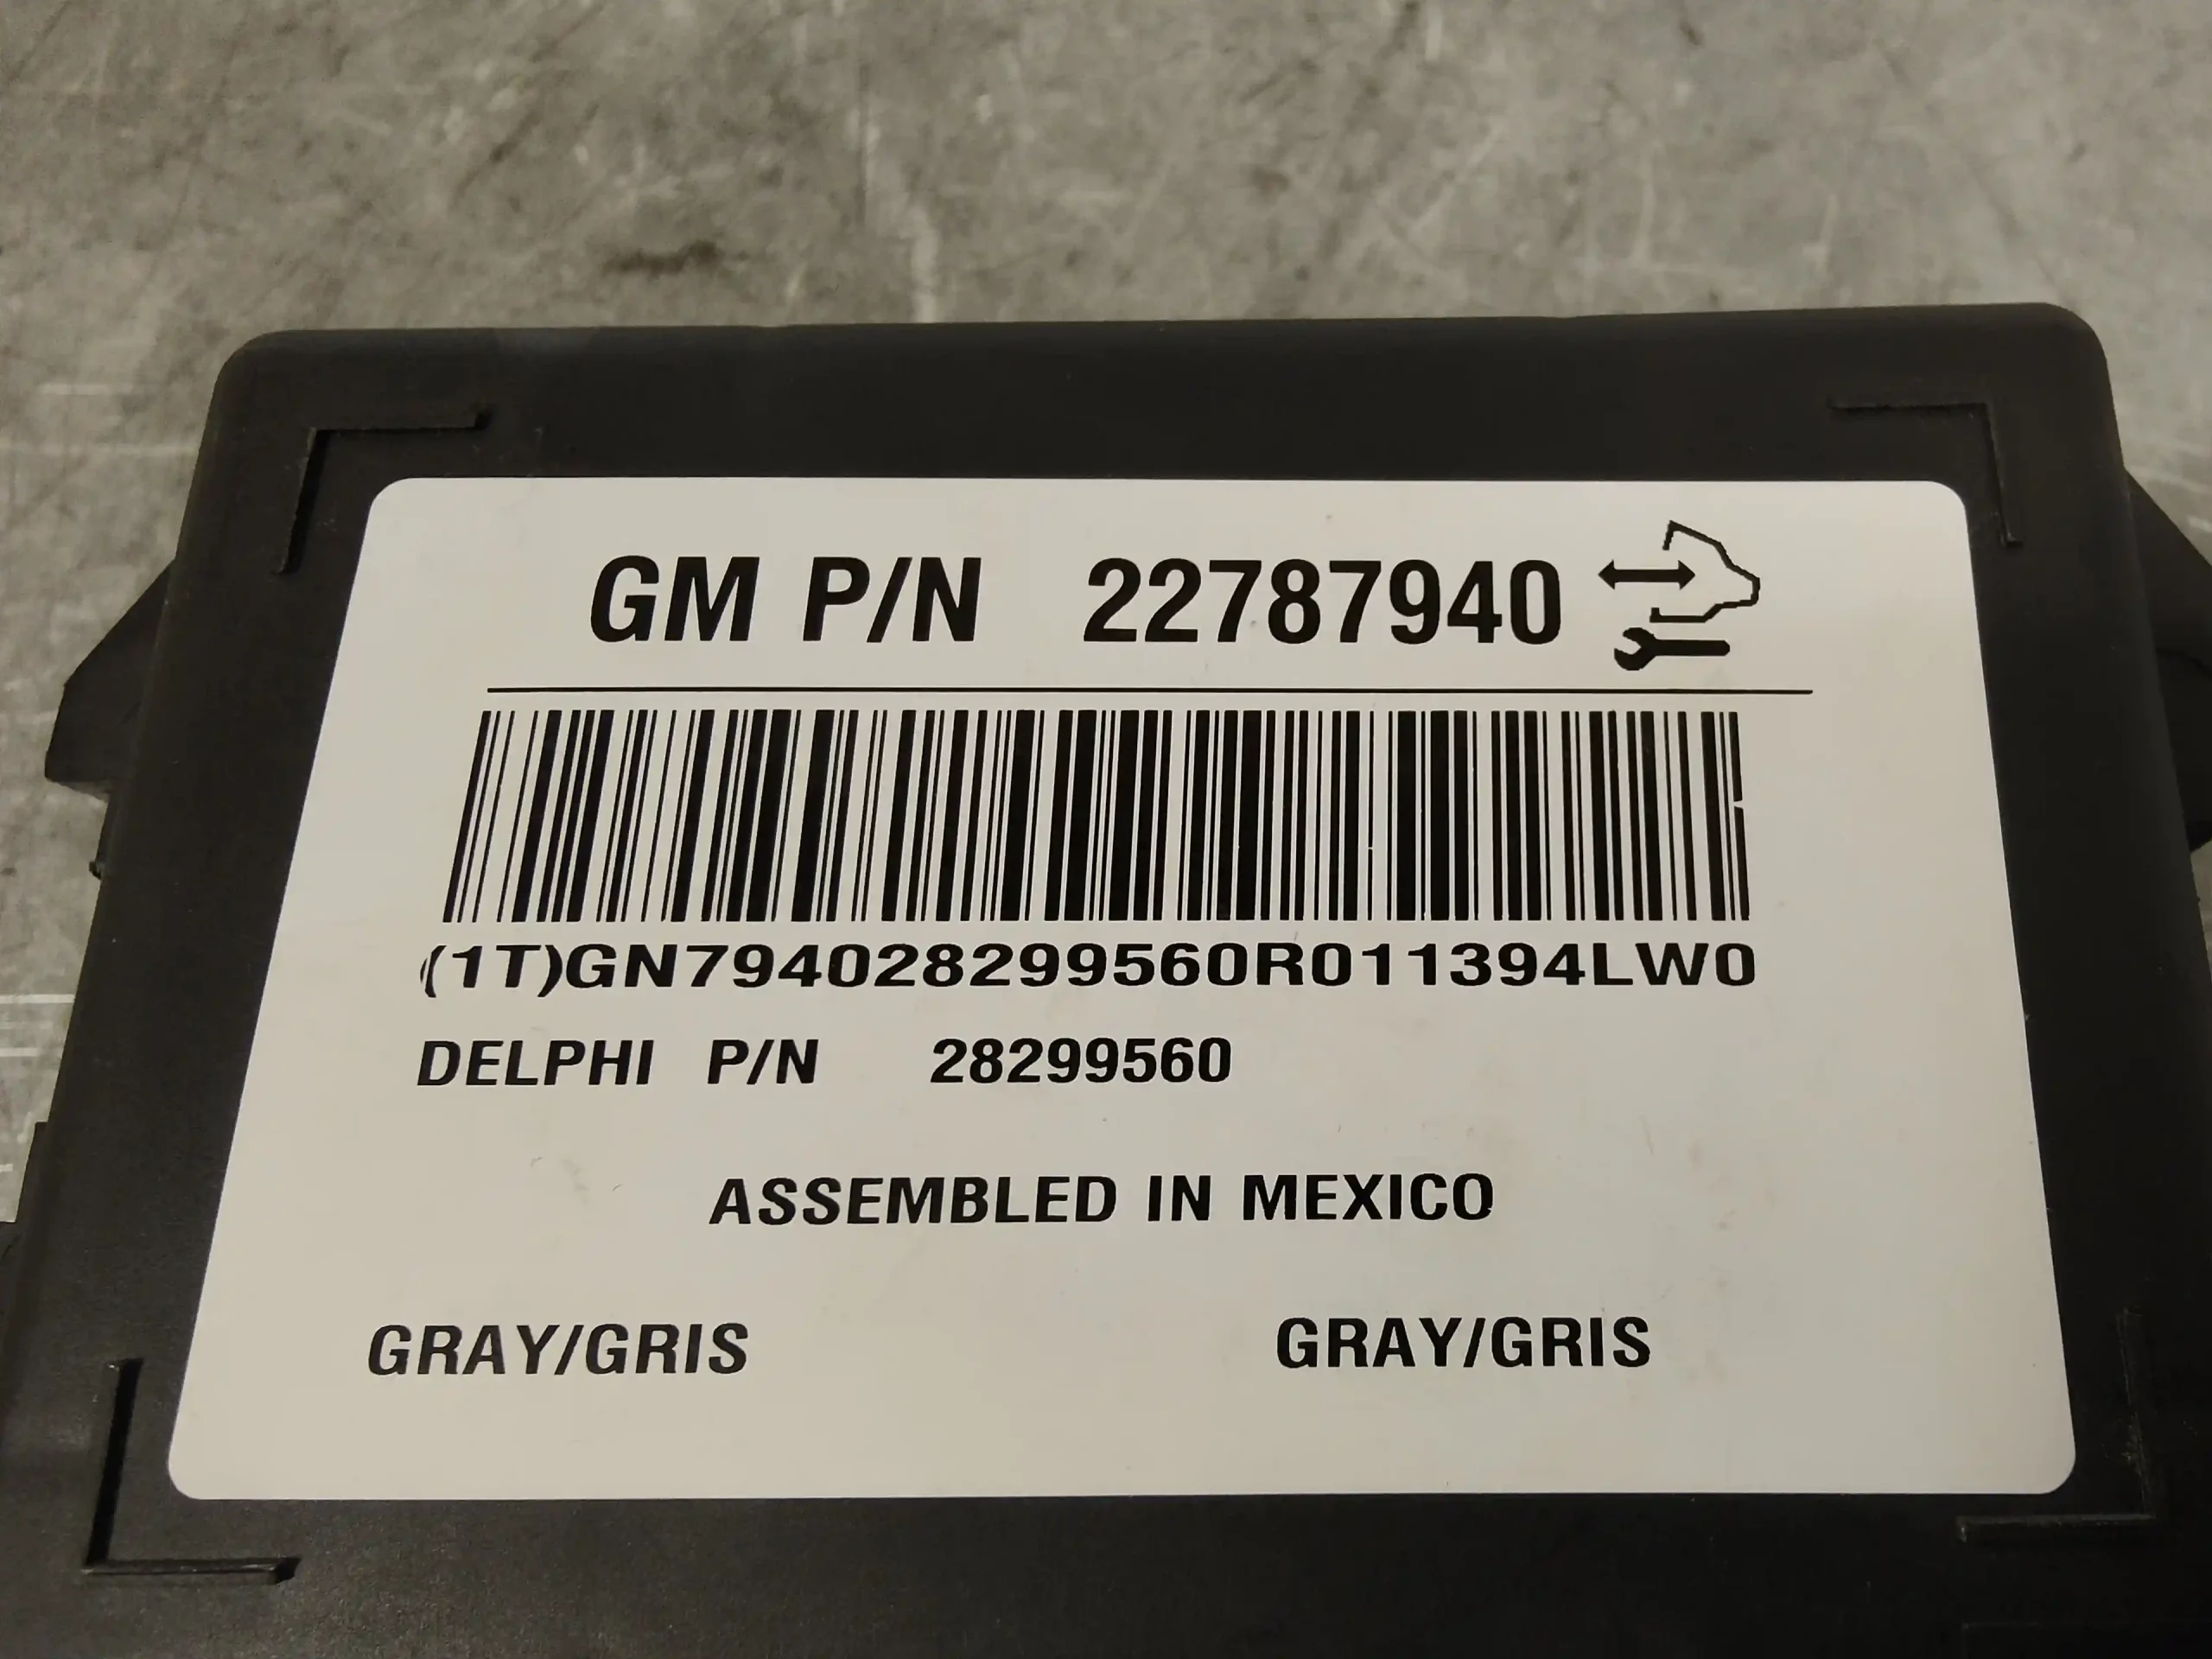 GM P/N 22787940
(1T)GN794028299560R011394LW0
DELPHI P/N 28299560
ASSEMBLED IN MEXICO
GRAY/GRIS GRAY/GRIS